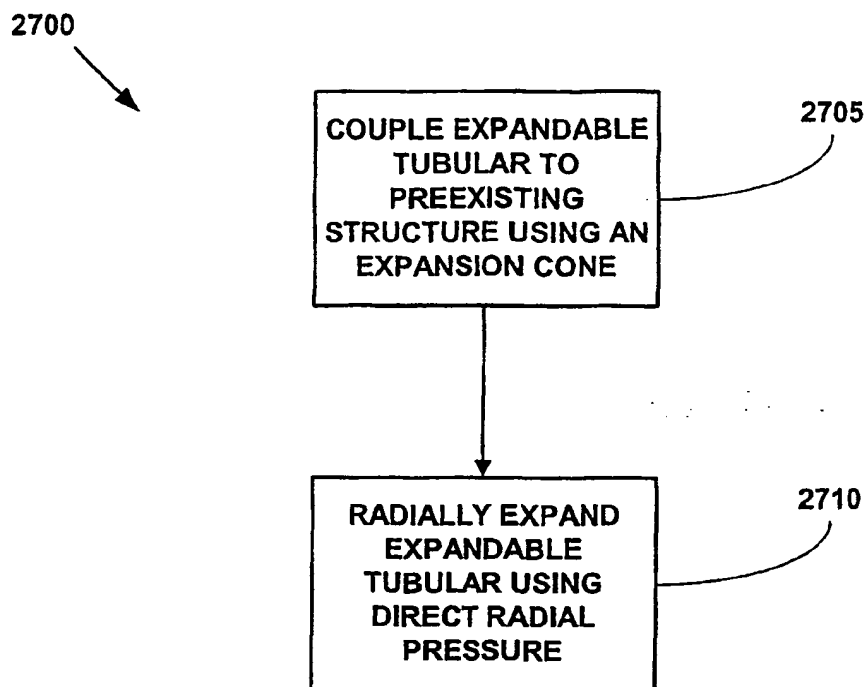 2700
COUPLE EXPANDABLE
TUBULAR TO
PREEXISTING
STRUCTURE USING AN
EXPANSION CONE
2705
RADIALLY EXPAND
EXPANDABLE
TUBULAR USING
DIRECT RADIAL
PRESSURE
2710